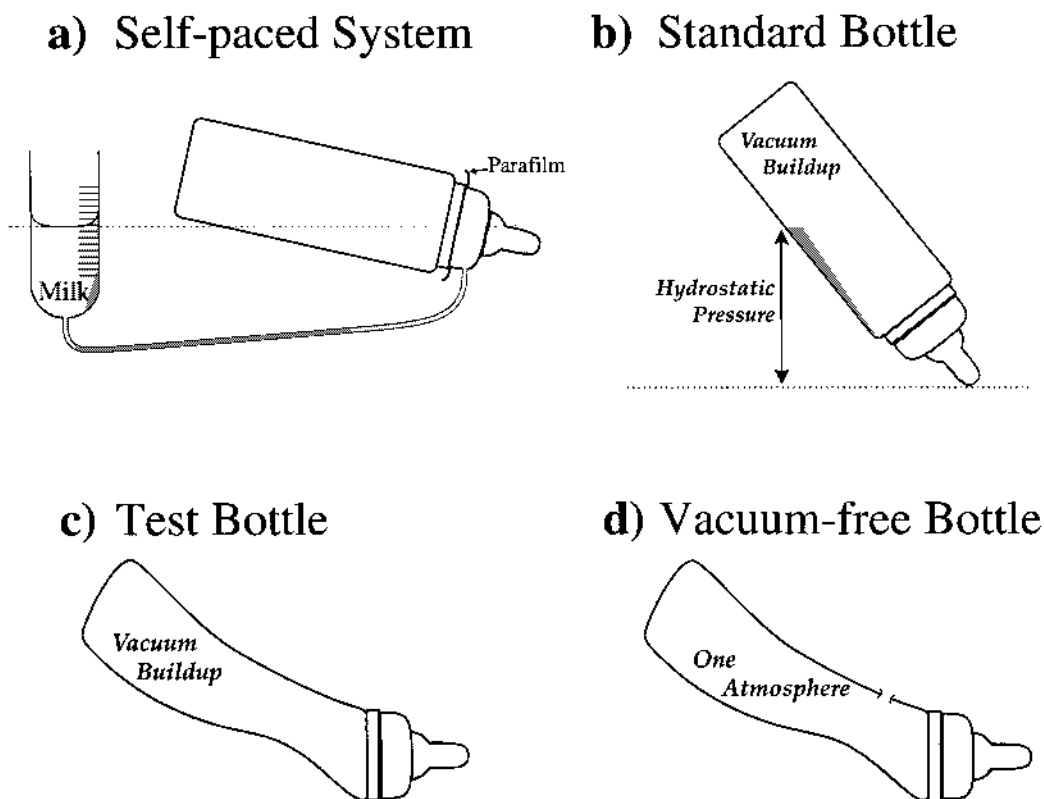 a) Self-paced System
Parafilm
Milk
b) Standard Bottle
Vacuum
Buildup
Hydrostatic
Pressure
c) Test Bottle
Vacuum
Buildup
d) Vacuum-free Bottle
One
Atmosphere